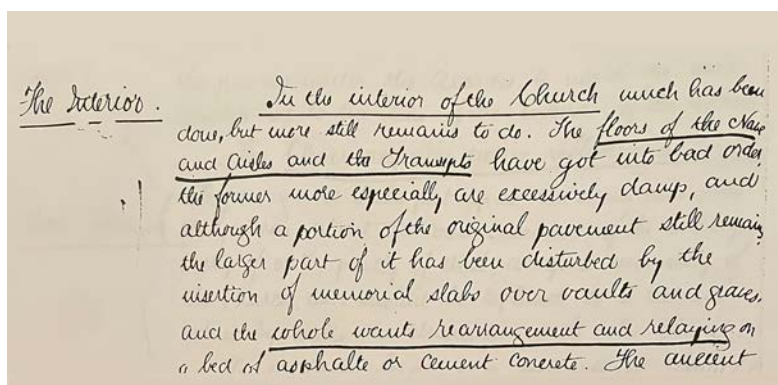 The Interior.
In the interior of the Church much has been
done, but more still remains to do. The floors of the Nave
and Aisles and the Transepts have got into bad order,
the former more especially are excessively damp, and
although a portion of the original pavement still remains,
the larger part of it has been disturbed by the
insertion of memorial slabs over vaults and graves,
and the whole wants rearrangement and relaying on
a bed of asphalte or cement concrete. The ancient